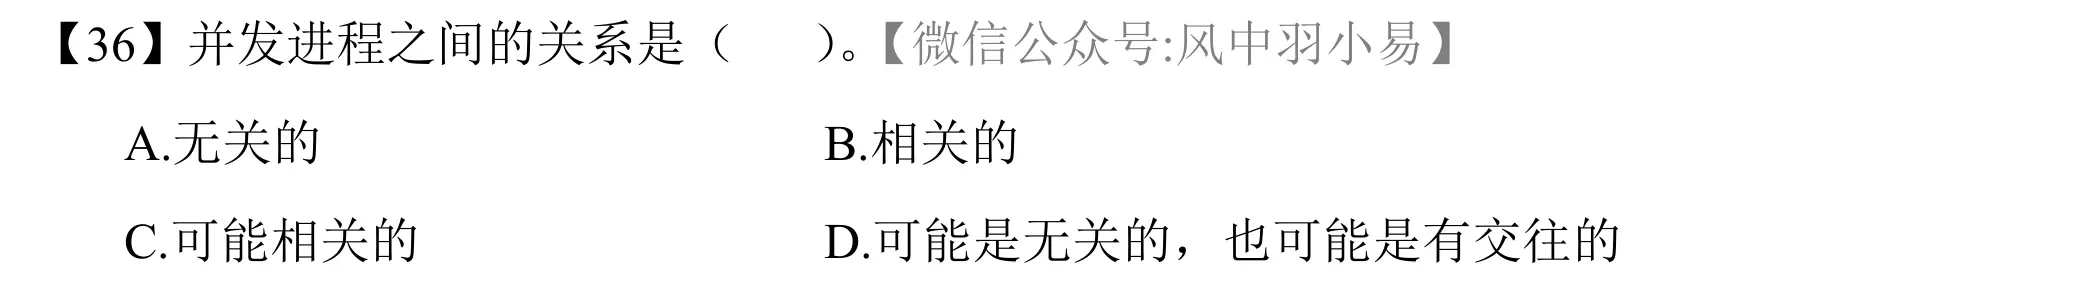 【36】并发进程之间的关系是（　　）。【微信公众号:风中羽小易】
A.无关的　　B.相关的
C.可能相关的　　D.可能是无关的，也可能是有交往的